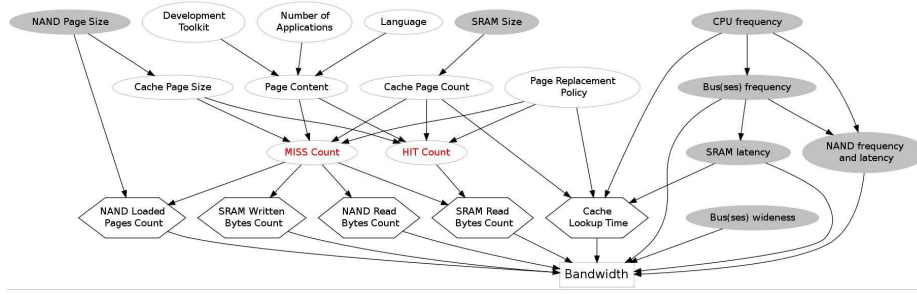 NAND Page Size
Development
Toolkit
Number of
Applications
Language
SRAM Size
CPU frequency
Cache Page Size
Page Content
Cache Page Count
Page Replacement
Policy
Bus(ses) frequency
MISS Count
HIT Count
SRAM latency
NAND frequency
and latency
NAND Loaded
Pages Count
SRAM Written
Bytes Count
NAND Read
Bytes Count
SRAM Read
Bytes Count
Cache
Lookup Time
Bus(ses) wideness
Bandwidth